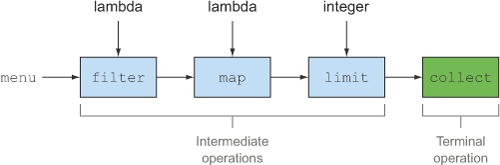 lambda
lambda
integer
menu
filter
map
limit
collect
Intermediate
operations
Terminal
operation